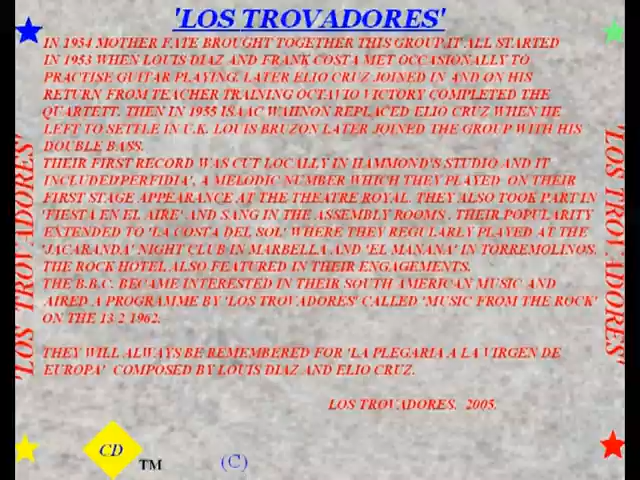 'LOS TROVADORES'
IN 1954 MOTHER FATE BROUGHT TOGETHER THIS GROUP.IT ALL STARTED
IN 1953 WHEN LOUIS DIAZ AND FRANK COSTA MET OCCASIONALLY TO
PRACTISE GUITAR PLAYING. LATER ELIO CRUZ JOINED IN AND ON HIS
RETURN FROM TEACHER TRAINING OCTAVIO VICTORY COMPLETED THE
QUARTETT. THEN IN 1955 ISAAC WAHNON REPLACED ELIO CRUZ WHEN HE
LEFT TO SETTLE IN U.K. LOUIS BRUZON LATER JOINED THE GROUP WITH HIS
DOUBLE BASS.
THEIR FIRST RECORD WAS CUT LOCALLY IN HAMMOND'S STUDIO AND IT
INCLUDED'PERFIDIA', A MELODIC NUMBER WHICH THEY PLAYED ON THEIR
FIRST STAGE APPEARANCE AT THE THEATRE ROYAL. THEY ALSO TOOK PART IN
'FIESTA EN EL AIRE' AND SANG IN THE ASSEMBLY ROOMS . THEIR POPULARITY
EXTENDED TO 'LA COSTA DEL SOL' WHERE THEY REGULARLY PLAYED AT THE
'JACARANDA' NIGHT CLUB IN MARBELLA AND 'EL MANANA' IN TORREMOLINOS.
THE ROCK HOTEL ALSO FEATURED IN THEIR ENGAGEMENTS.
THE B.B.C. BECAME INTERESTED IN THEIR SOUTH AMERICAN MUSIC AND
AIRED A PROGRAMME BY 'LOS TROVADORES' CALLED 'MUSIC FROM THE ROCK'
ON THE 13 2 1962.
THEY WILL ALWAYS BE REMEMBERED FOR 'LA PLEGARIA A LA VIRGEN DE
EUROPA' COMPOSED BY LOUIS DIAZ AND ELIO CRUZ.
LOS TROVADORES. 2005.
'LOS TROVADORES'
'LOS TROVADORES'
CD TM (C)